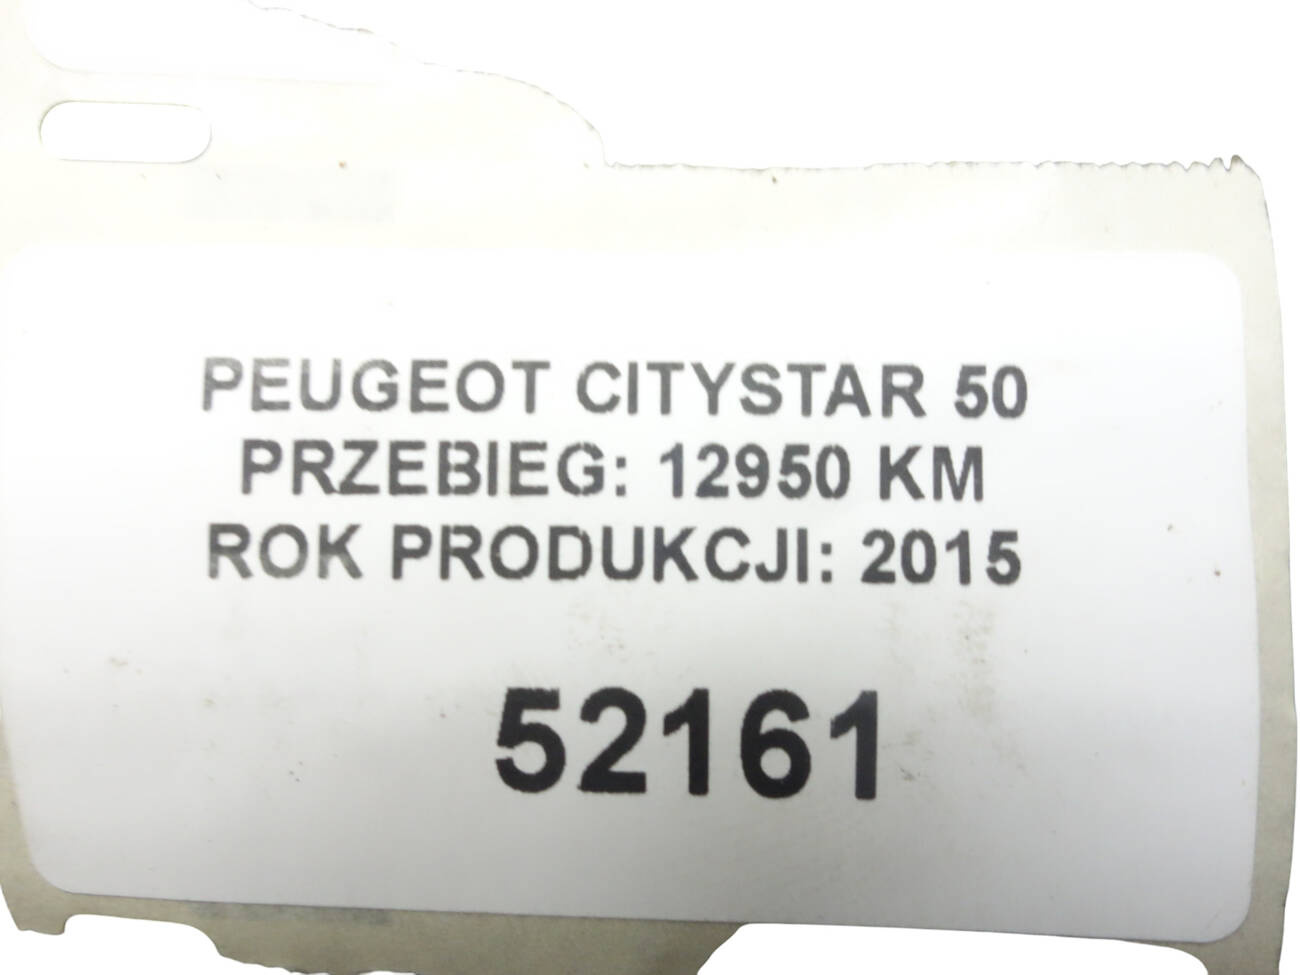 PEUGEOT CITYSTAR 50
PRZEBIEG: 12950 KM
ROK PRODUKCJI: 2015
52161